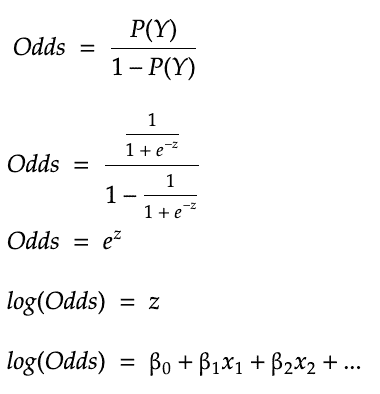 Odds = P(Y) / (1 − P(Y))
Odds = (1 / (1 + e^{−z})) / (1 − 1 / (1 + e^{−z}))
Odds = e^z
log(Odds) = z
log(Odds) = β₀ + β₁x₁ + β₂x₂ + ...